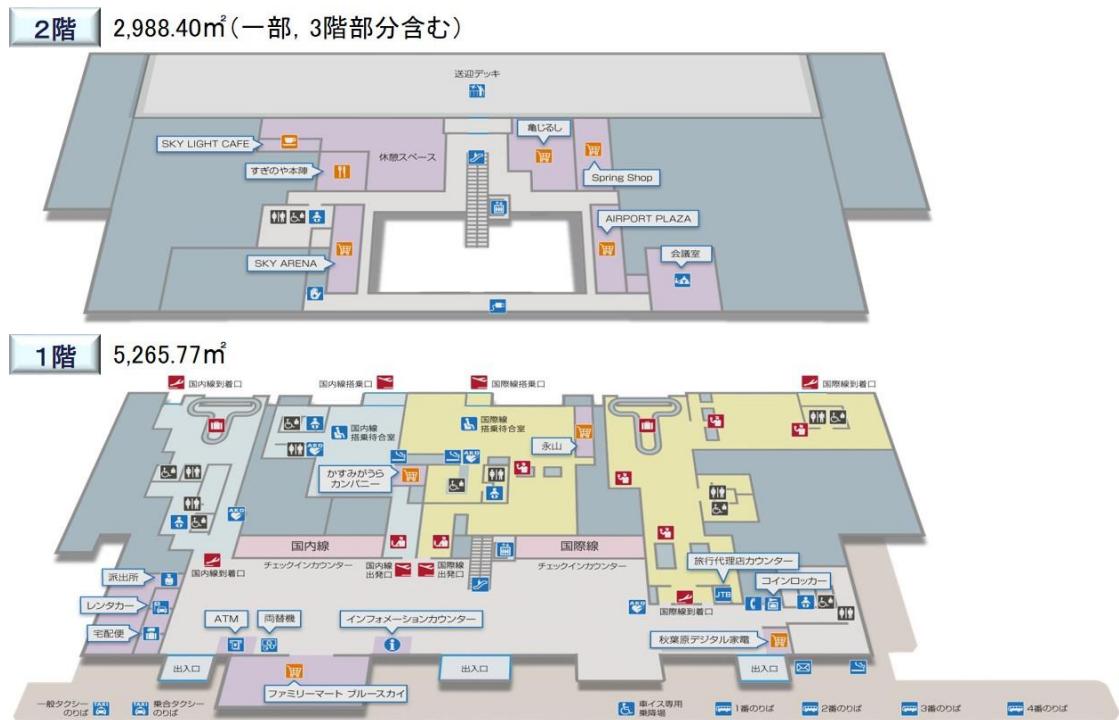 2階 2,988.40㎡(一部, 3階部分含む)
送迎デッキ
亀じるし
SKY LIGHT CAFE
休憩スペース
すぎのや本陣
Spring Shop
AIRPORT PLAZA
SKY ARENA
会議室
1階 5,265.77㎡
国内線到着口
国内線搭乗口
国際線搭乗口
国際線到着口
国内線
搭乗待合室
国際線
搭乗待合室
AED
永山
かすみがうら
カンパニー
AED
AED
国内線
チェックインカウンター
国内線
出発口
国際線
出発口
国際線
チェックインカウンター
国内線到着口
旅行代理店カウンター
JTB
コインロッカー
派出所
レンタカー
宅配便
AED
国際線到着口
ATM
両替機
インフォメーションカウンター
秋葉原デジタル家電
出入口
出入口
出入口
ファミリーマート ブルースカイ
一般タクシー
のりば
TAXI
TAXI
乗合タクシー
のりば
車イス専用
乗降場
1番のりば
2番のりば
3番のりば
4番のりば